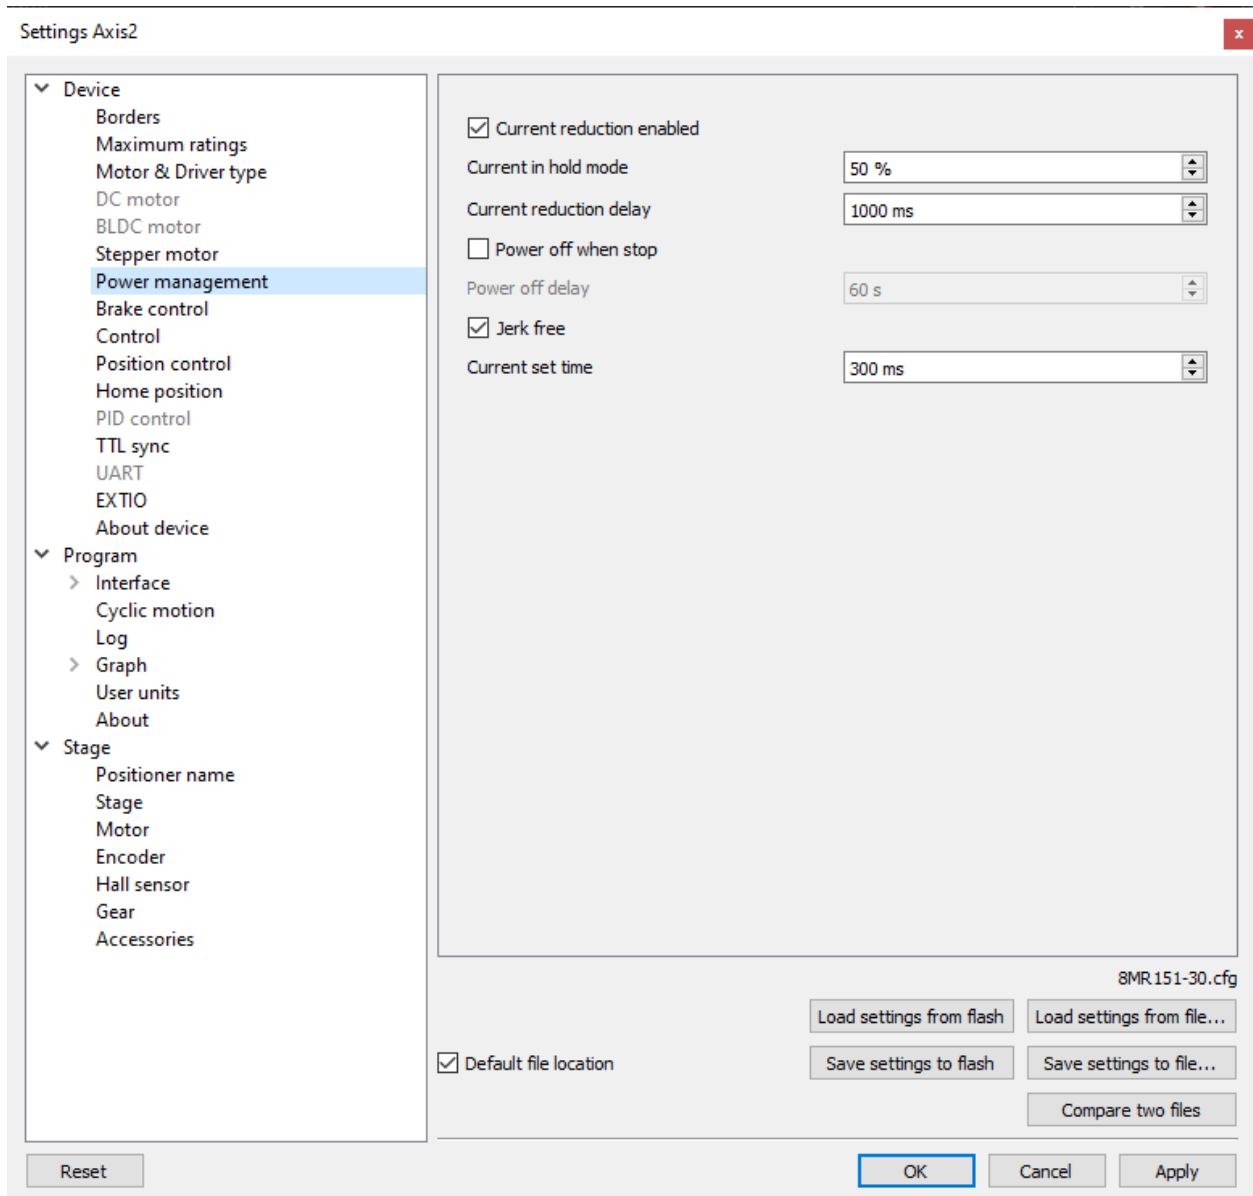 Settings Axis2
x
Device
Borders
Maximum ratings
Motor & Driver type
DC motor
BLDC motor
Stepper motor
Power management
Brake control
Control
Position control
Home position
PID control
TTL sync
UART
EXTIO
About device
Program
Interface
Cyclic motion
Log
Graph
User units
About
Stage
Positioner name
Stage
Motor
Encoder
Hall sensor
Gear
Accessories
Current reduction enabled
Current in hold mode 50 %
Current reduction delay 1000 ms
Power off when stop
Power off delay 60 s
Jerk free
Current set time 300 ms
8MR151-30.cfg
Load settings from flash Load settings from file...
Default file location Save settings to flash Save settings to file...
Compare two files
Reset OK Cancel Apply